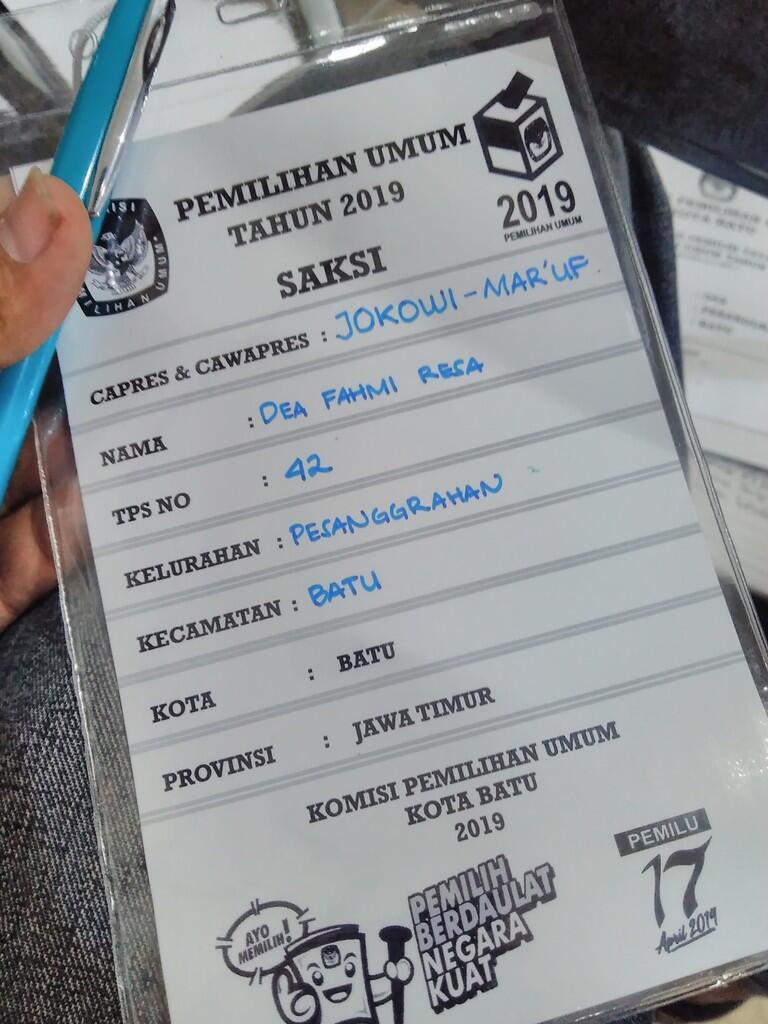 PEMILIHAN UMUM
TAHUN 2019
SAKSI
2019
PEMILIHAN UMUM
CAPRES & CAWAPRES : JOKOWI - MAR'UF
NAMA : DEA FAHMI RESA
TPS NO : 42
KELURAHAN : PESANGGRAHAN
KECAMATAN : BATU
KOTA : BATU
PROVINSI : JAWA TIMUR
KOMISI PEMILIHAN UMUM
KOTA BATU
2019
AYO
MEMILIH!
PEMILIH
BERDAULAT
NEGARA
KUAT
PEMILU
17
April 2019